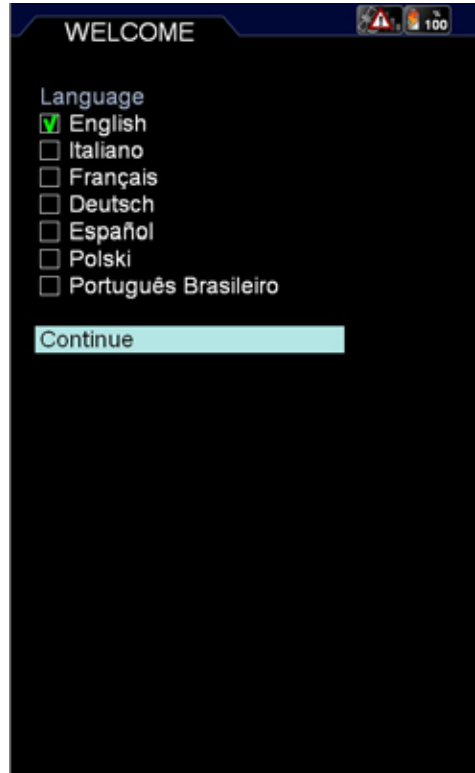 WELCOME
%
100
Language
English
Italiano
Français
Deutsch
Español
Polski
Português Brasileiro
Continue